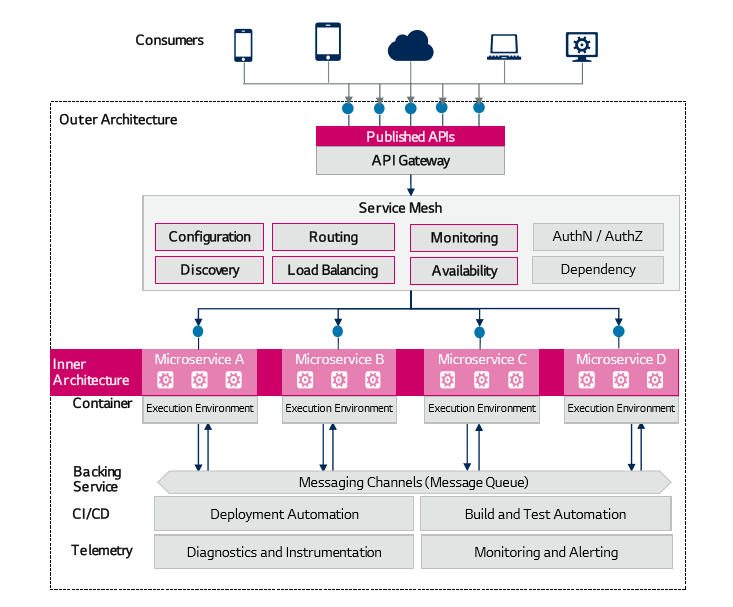 Consumers
Outer Architecture
Published APIs
API Gateway
Service Mesh
Configuration
Routing
Monitoring
AuthN / AuthZ
Discovery
Load Balancing
Availability
Dependency
Inner
Architecture
Microservice A
Microservice B
Microservice C
Microservice D
Container
Execution Environment
Execution Environment
Execution Environment
Execution Environment
Backing
Service
Messaging Channels (Message Queue)
CI/CD
Deployment Automation
Build and Test Automation
Telemetry
Diagnostics and Instrumentation
Monitoring and Alerting